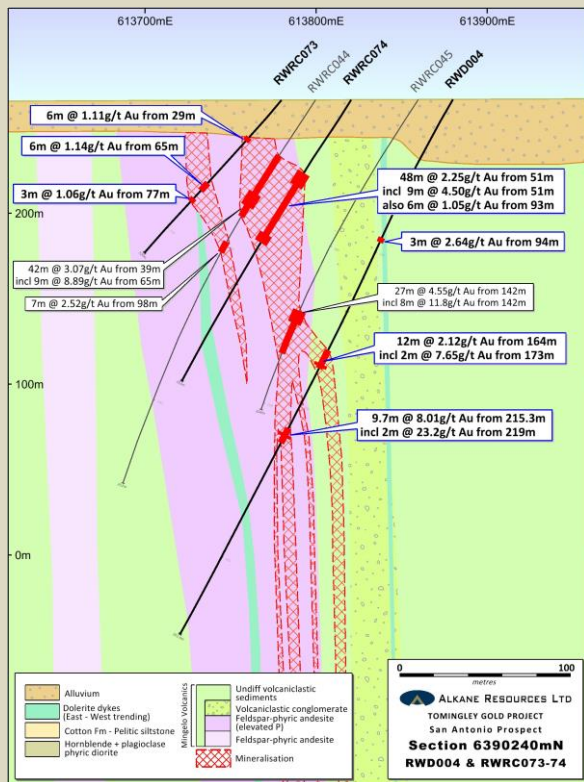 613700mE
613800mE
613900mE
RWRC073
RWRC044
RWRC074
RWRC045
RWD004
6m @ 1.11g/t Au from 29m
6m @ 1.14g/t Au from 65m
3m @ 1.06g/t Au from 77m
48m @ 2.25g/t Au from 51m
incl 9m @ 4.50g/t Au from 51m
also 6m @ 1.05g/t Au from 93m
200m
3m @ 2.64g/t Au from 94m
42m @ 3.07g/t Au from 39m
incl 9m @ 8.89g/t Au from 65m
7m @ 2.52g/t Au from 98m
27m @ 4.55g/t Au from 142m
incl 8m @ 11.8g/t Au from 142m
12m @ 2.12g/t Au from 164m
incl 2m @ 7.65g/t Au from 173m
100m
9.7m @ 8.01g/t Au from 215.3m
incl 2m @ 23.2g/t Au from 219m
0m
Alluvium
Dolerite dykes
(East - West trending)
Cotton Fm - Pelitic siltstone
Hornblende + plagioclase
phyric diorite
Mingelo Volcanics
Undiff volcaniclastic
sediments
Volcaniclastic conglomerate
Feldspar-phyric andesite
(elevated P)
Feldspar-phyric andesite
Mineralisation
0
100
metres
ALKANE RESOURCES LTD
TOMINGLEY GOLD PROJECT
San Antonio Prospect
Section 6390240mN
RWD004 & RWRC073-74